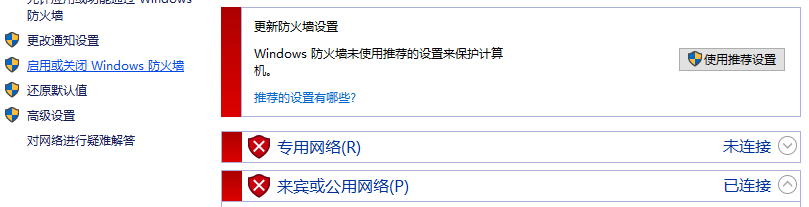 防火墙
更改通知设置
启用或关闭 Windows 防火墙
还原默认值
高级设置
对网络进行疑难解答
更新防火墙设置
Windows 防火墙未使用推荐的设置来保护计算
机。
推荐的设置有哪些?
使用推荐设置
专用网络(R)
未连接
来宾或公用网络(P)
已连接